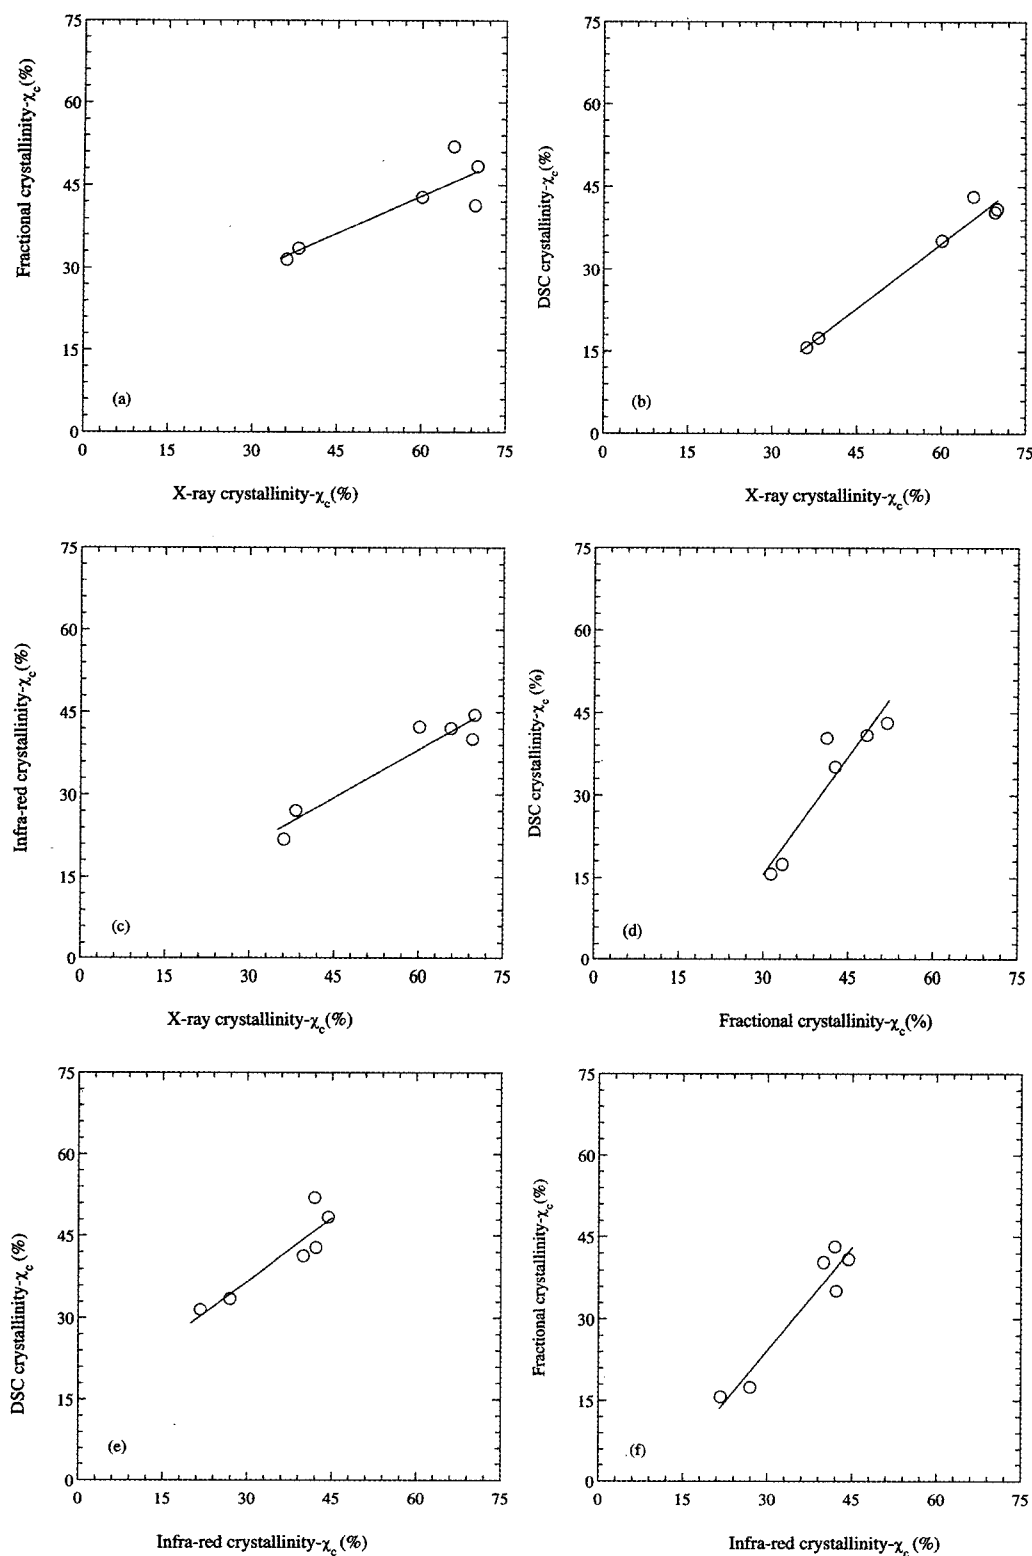 75
60
45
30
15
0
Fractional crystallinity-χc(%)
(a)
0 15 30 45 60 75
X-ray crystallinity-χc(%)
75
60
45
30
15
0
DSC crystallinity-χc(%)
(b)
0 15 30 45 60 75
X-ray crystallinity-χc(%)
75
60
45
30
15
0
Infra-red crystallinity-χc(%)
(c)
0 15 30 45 60 75
X-ray crystallinity-χc(%)
75
60
45
30
15
0
DSC crystallinity-χc (%)
(d)
0 15 30 45 60 75
Fractional crystallinity-χc(%)
75
60
45
30
15
0
DSC crystallinity-χc (%)
(e)
0 15 30 45 60 75
Infra-red crystallinity-χc (%)
75
60
45
30
15
0
Fractional crystallinity-χc(%)
(f)
0 15 30 45 60 75
Infra-red crystallinity-χc (%)